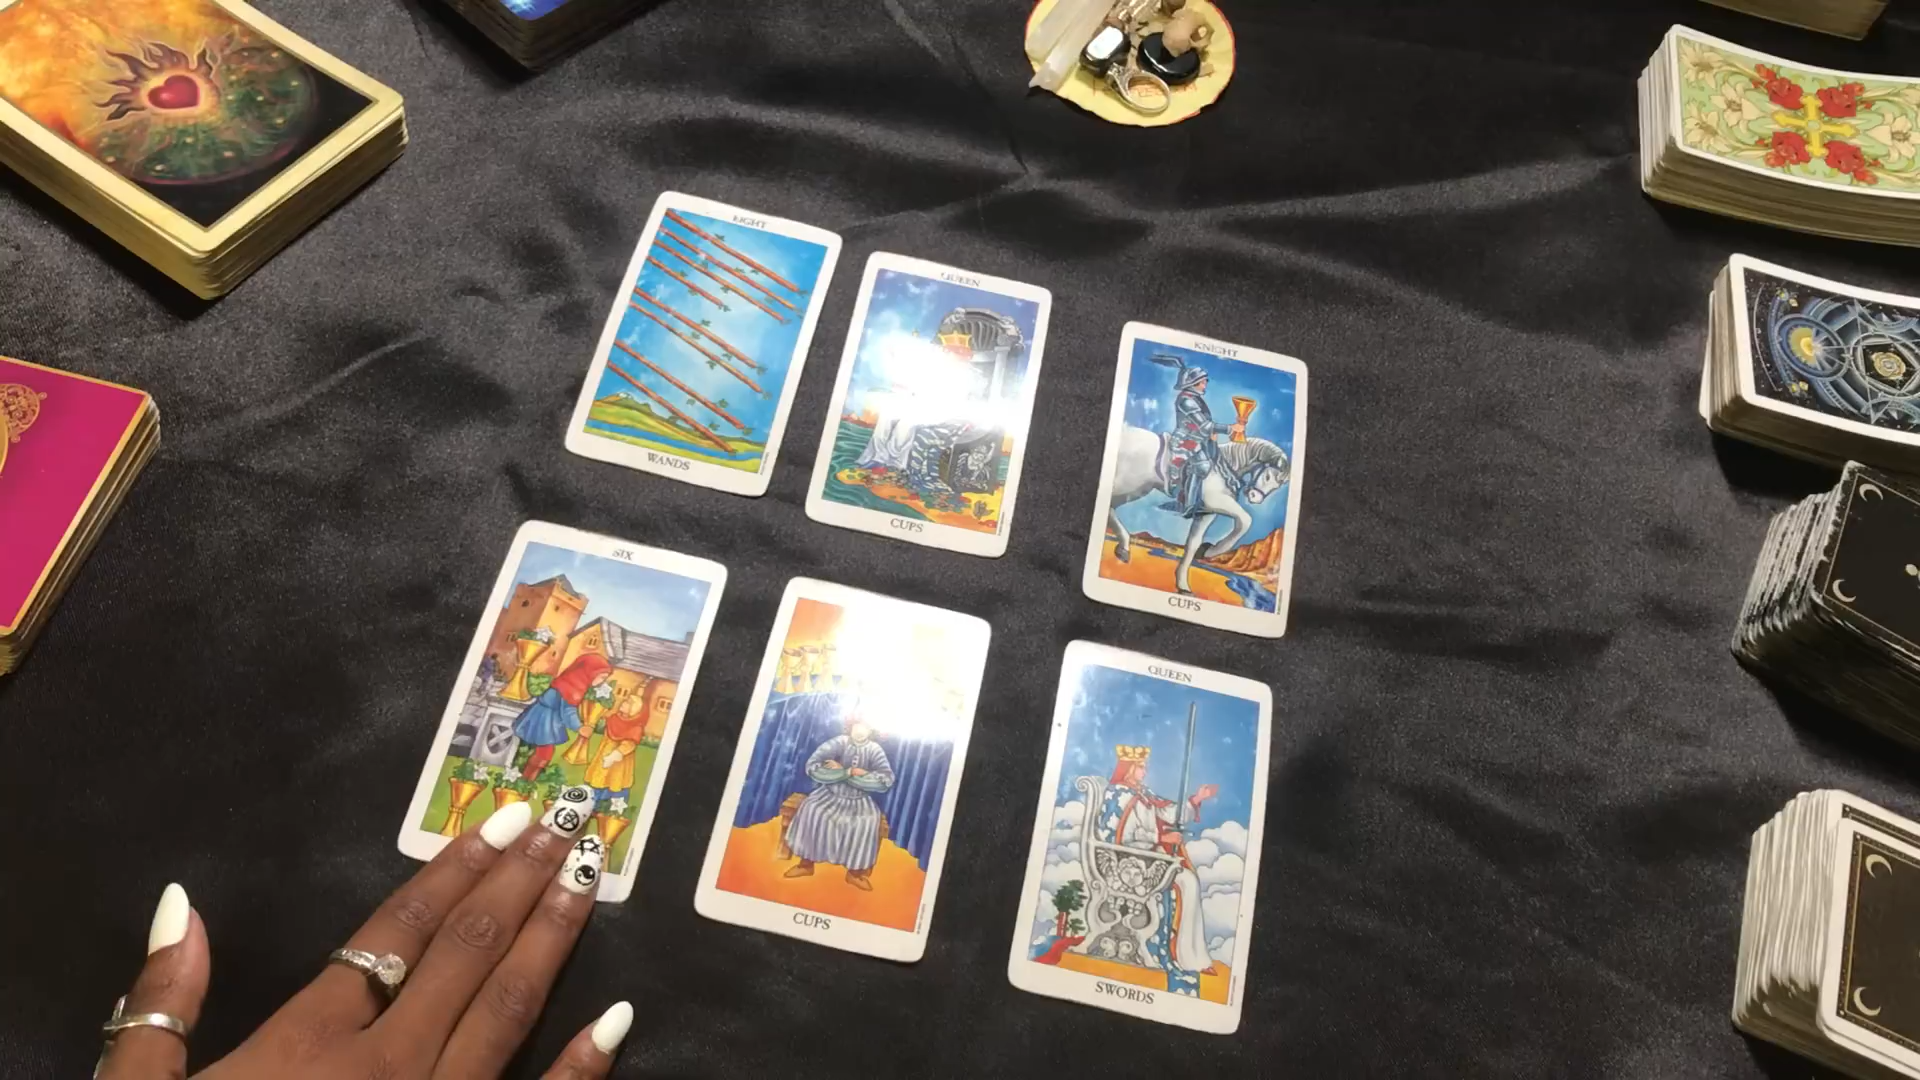 EIGHT
WANDS
QUEEN
CUPS
KNIGHT
CUPS
SIX
CUPS
QUEEN
SWORDS